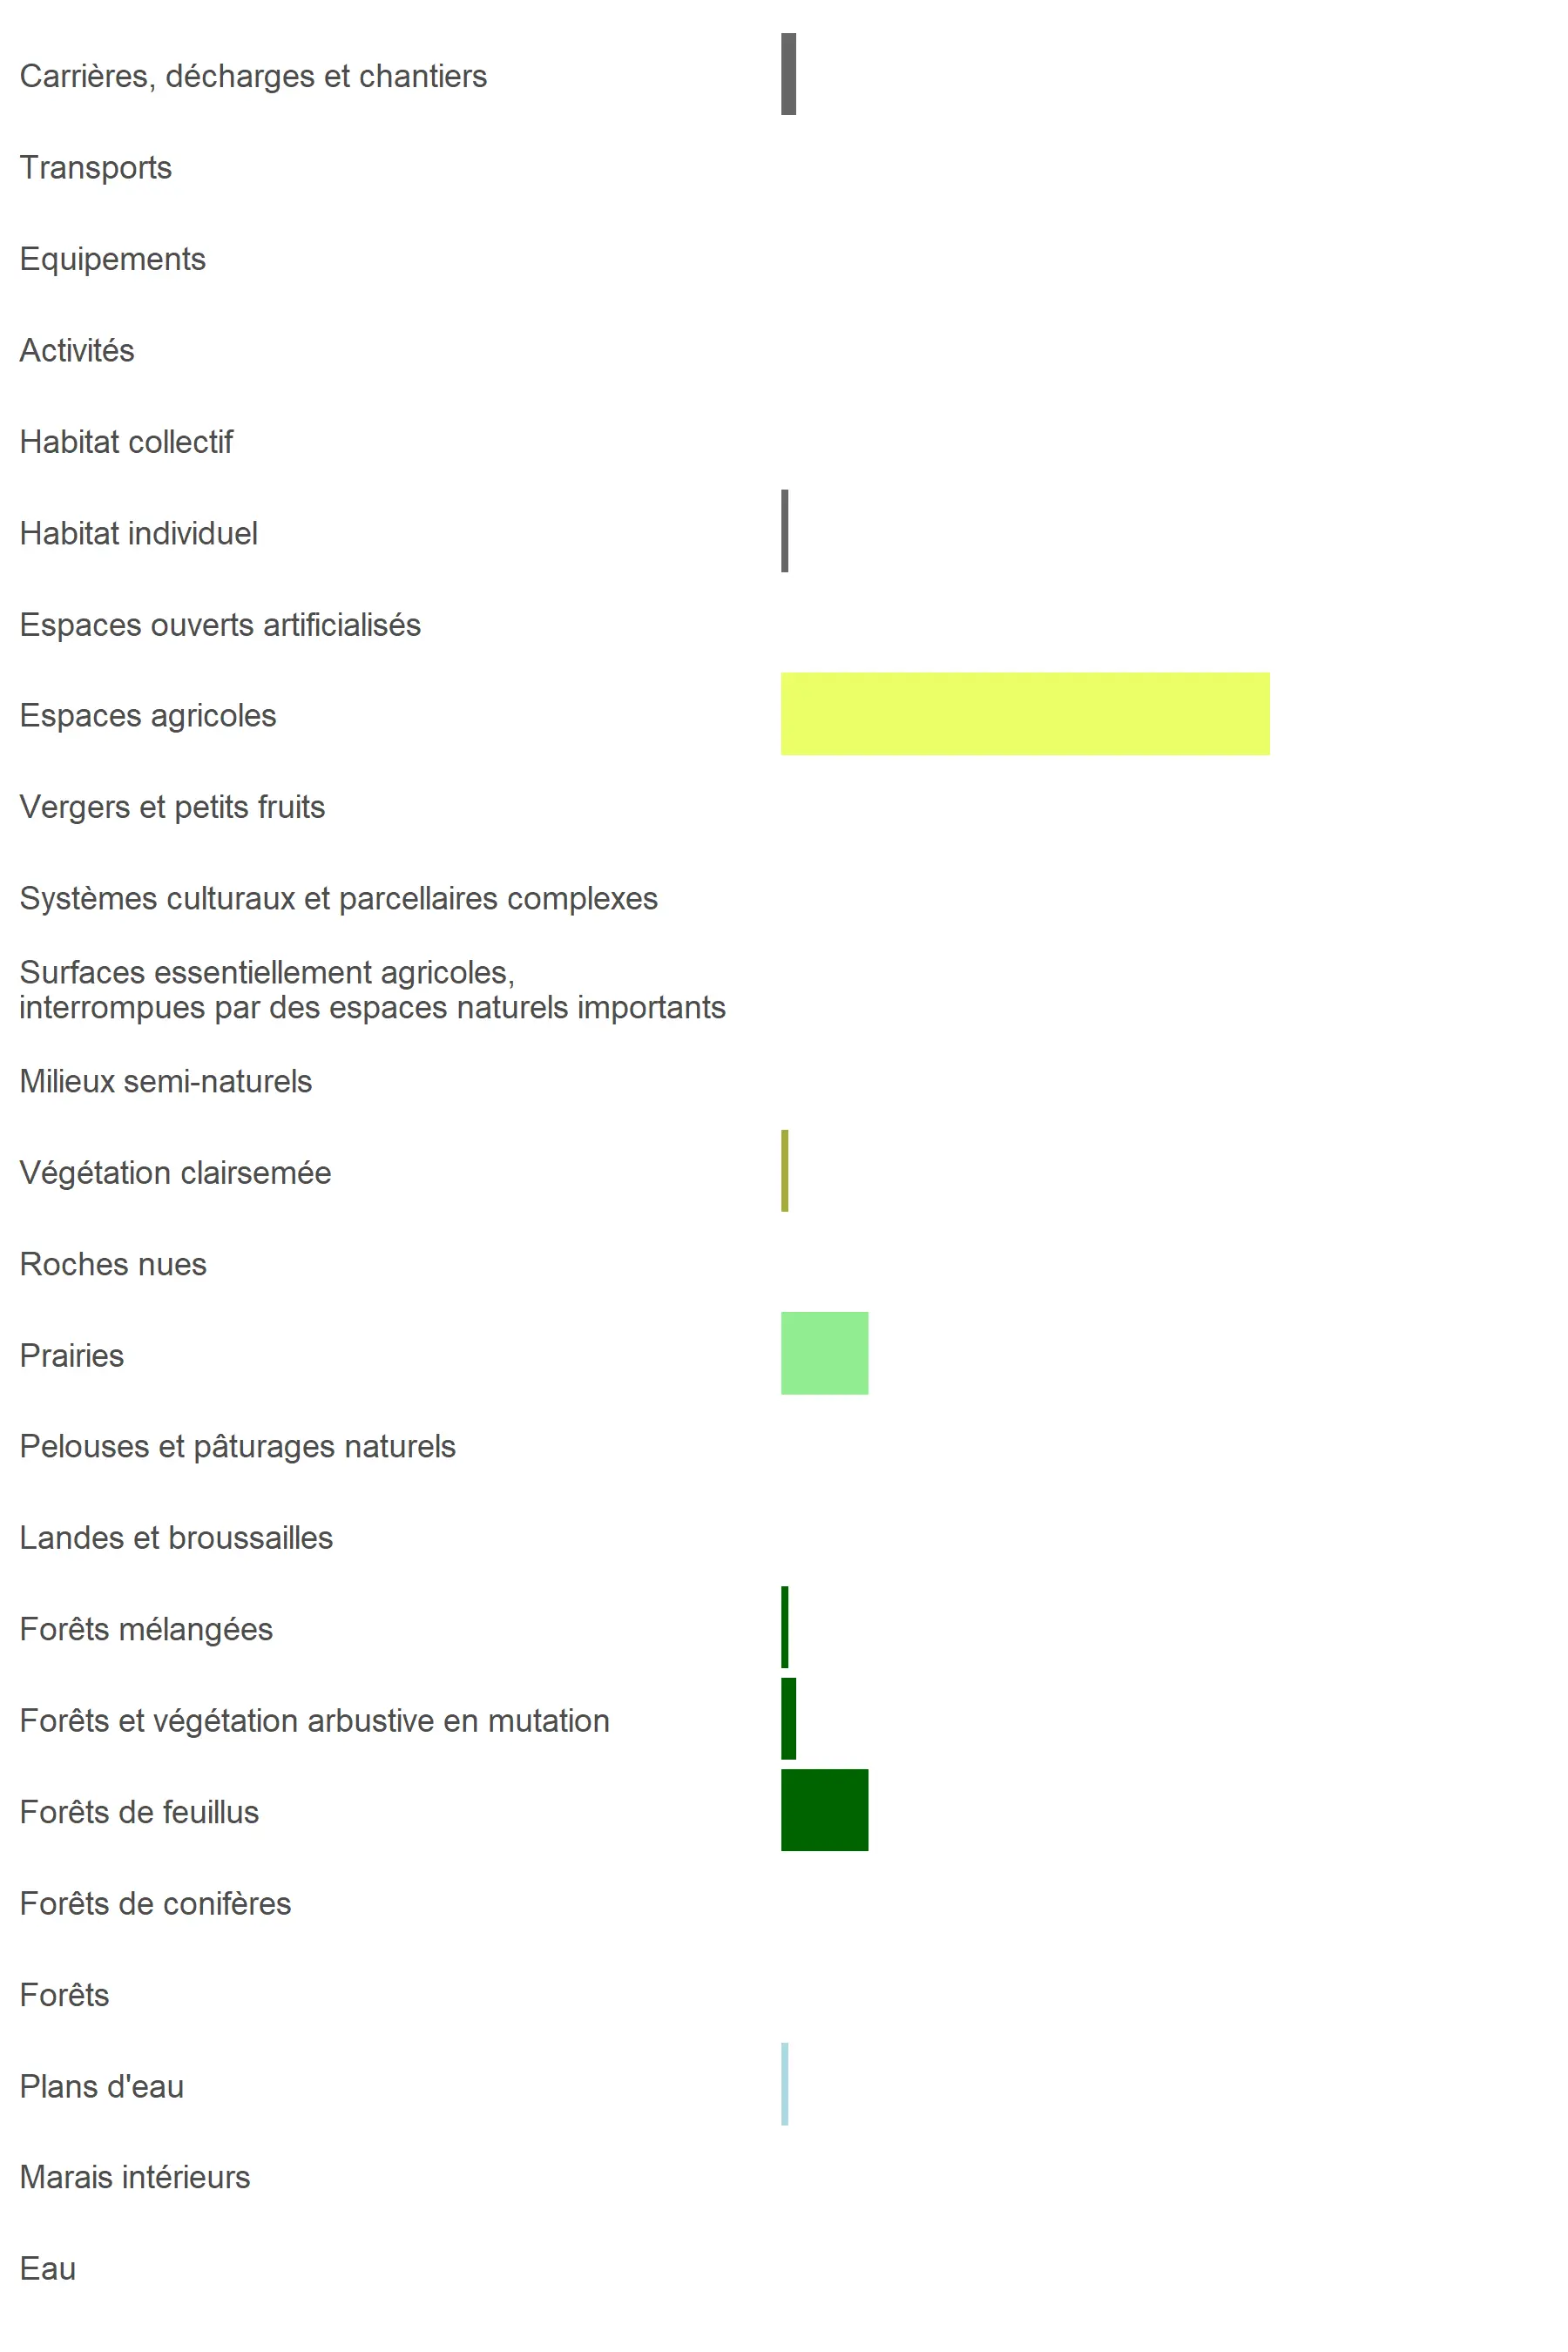 Carrières, décharges et chantiers
Transports
Equipements
Activités
Habitat collectif
Habitat individuel
Espaces ouverts artificialisés
Espaces agricoles
Vergers et petits fruits
Systèmes culturaux et parcellaires complexes
Surfaces essentiellement agricoles,
interrompues par des espaces naturels importants
Milieux semi-naturels
Végétation clairsemée
Roches nues
Prairies
Pelouses et pâturages naturels
Landes et broussailles
Forêts mélangées
Forêts et végétation arbustive en mutation
Forêts de feuillus
Forêts de conifères
Forêts
Plans d'eau
Marais intérieurs
Eau